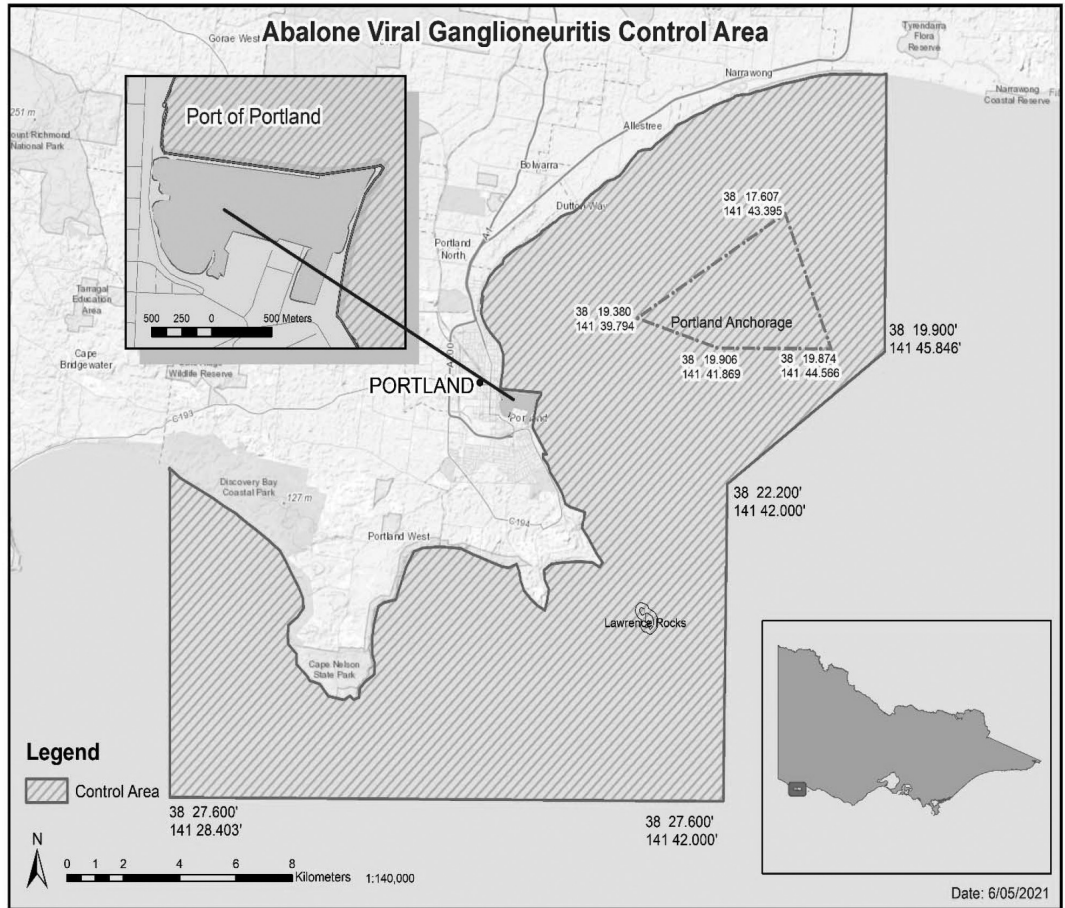 Abalone Viral Ganglioneuritis Control Area
Gorae West
Tyrendarra
Flora
Reserve
Narrawong
Narrawong
Coastal Reserve
251 m
ount Richmond
National Park
Port of Portland
Allestree
Bolwarra
Dutton Way
A1
Portland
North
38 17.607
141 43.395
Tarragal
Education
Area
500 250 0 500 Meters
38 19.380
141 39.794
Portland Anchorage
38 19.900'
141 45.846'
38 19.906
141 41.869
38 19.874
141 44.566
Cape
Bridgewater
Wildlife Reserve
PORTLAND
Portland
C193
Discovery Bay
Coastal Park
127 m
38 22.200'
141 42.000'
Portland West
C194
Lawrence Rocks
Cape Nelson
State Park
Legend
Control Area
38 27.600'
141 28.403'
38 27.600'
141 42.000'
N
0 1 2 4 6 8
Kilometers 1:140,000
Date: 6/05/2021